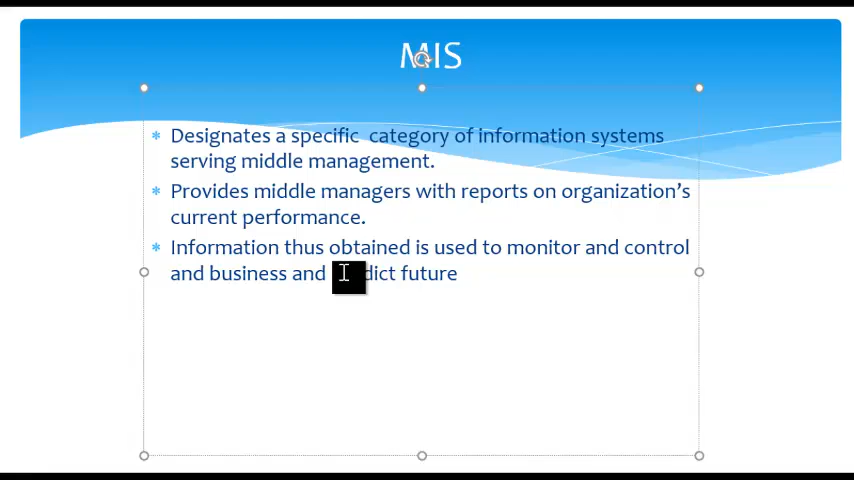 MIS
* Designates a specific category of information systems
serving middle management.
* Provides middle managers with reports on organization's
current performance.
* Information thus obtained is used to monitor and control
and business and future